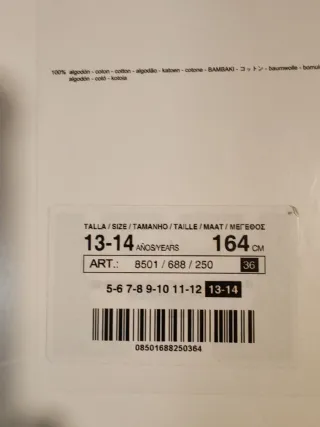 100% algodón - coton - cotton - algodão - katoen - cotone - BAMBAKI - コットン - baumwolle - bomul
algodón - cotó - kotoia
TALLA / SIZE / TAMANHO / TAILLE / MAAT / ΜΕΓΕΘΟΣ
13-14 AÑOS/YEARS 164 CM
ART.: 8501 / 688 / 250 36
5-6 7-8 9-10 11-12 13-14
08501688250364